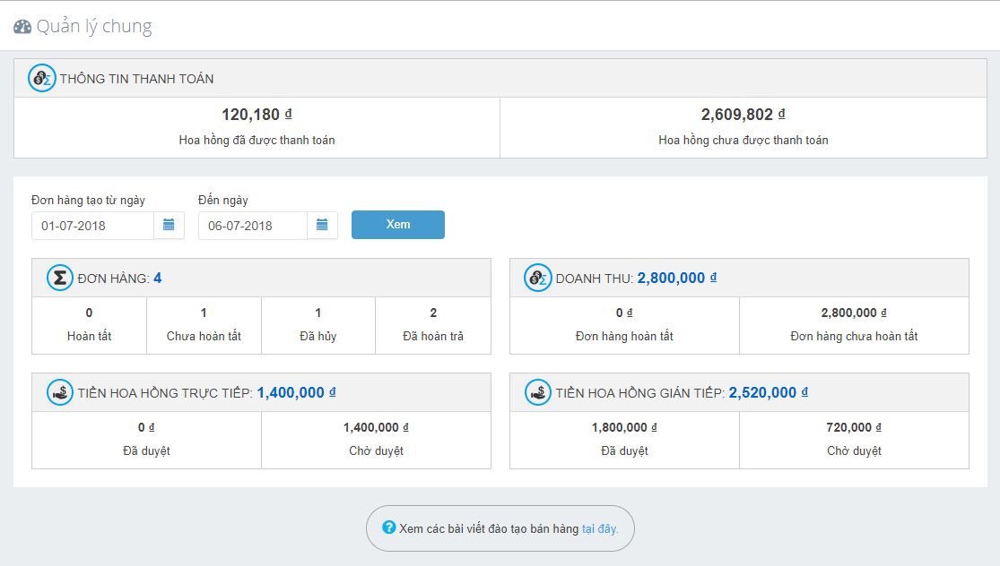 Quản lý chung
THÔNG TIN THANH TOÁN
120,180 đ
Hoa hồng đã được thanh toán
2,609,802 đ
Hoa hồng chưa được thanh toán
Đơn hàng tạo từ ngày
Đến ngày
01-07-2018
06-07-2018
Xem
ĐƠN HÀNG: 4
0
1
1
2
Hoàn tất
Chưa hoàn tất
Đã hủy
Đã hoàn trả
DOANH THU: 2,800,000 đ
0 đ
2,800,000 đ
Đơn hàng hoàn tất
Đơn hàng chưa hoàn tất
TIỀN HOA HỒNG TRỰC TIẾP: 1,400,000 đ
0 đ
1,400,000 đ
Đã duyệt
Chờ duyệt
TIỀN HOA HỒNG GIÁN TIẾP: 2,520,000 đ
1,800,000 đ
720,000 đ
Đã duyệt
Chờ duyệt
Xem các bài viết đào tạo bán hàng tại đây.